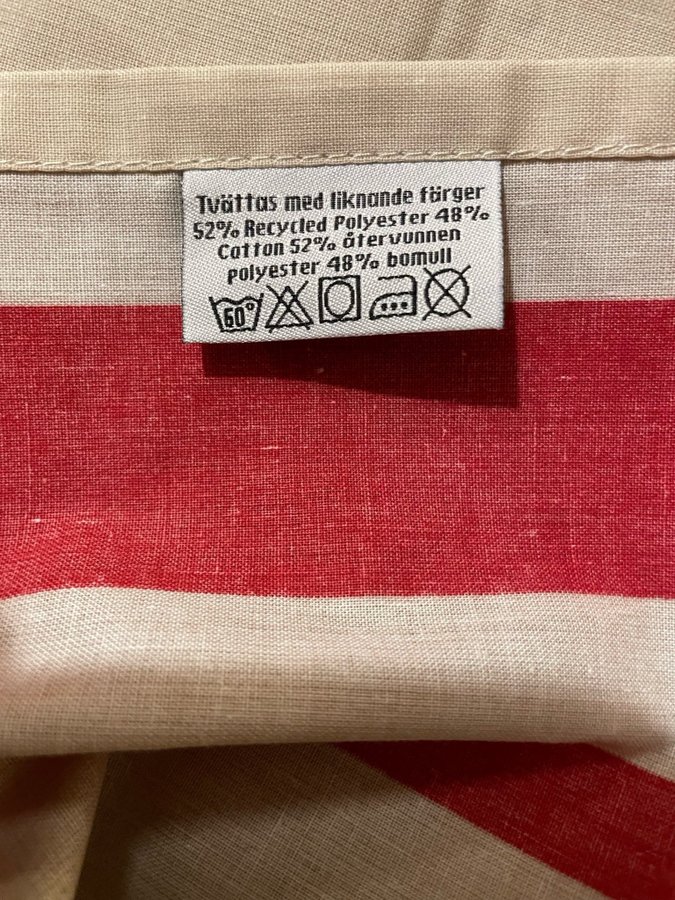 Tvättas med liknande färger
52% Recycled Polyester 48%
Cotton 52% återvunnen
polyester 48% bomull
60°